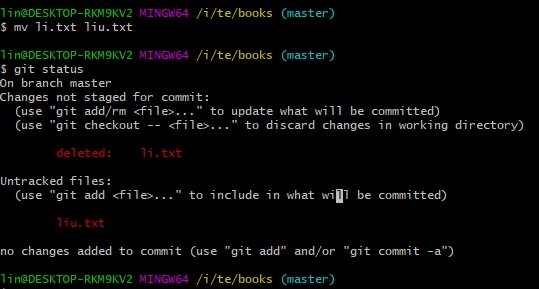 lin@DESKTOP-RKM9KV2 MINGW64 /i/te/books (master)
$ mv li.txt liu.txt
lin@DESKTOP-RKM9KV2 MINGW64 /i/te/books (master)
$ git status
On branch master
Changes not staged for commit:
  (use "git add/rm <file>..." to update what will be committed)
  (use "git checkout -- <file>..." to discard changes in working directory)
        deleted:    li.txt
Untracked files:
  (use "git add <file>..." to include in what will be committed)
        liu.txt
no changes added to commit (use "git add" and/or "git commit -a")
lin@DESKTOP-RKM9KV2 MINGW64 /i/te/books (master)